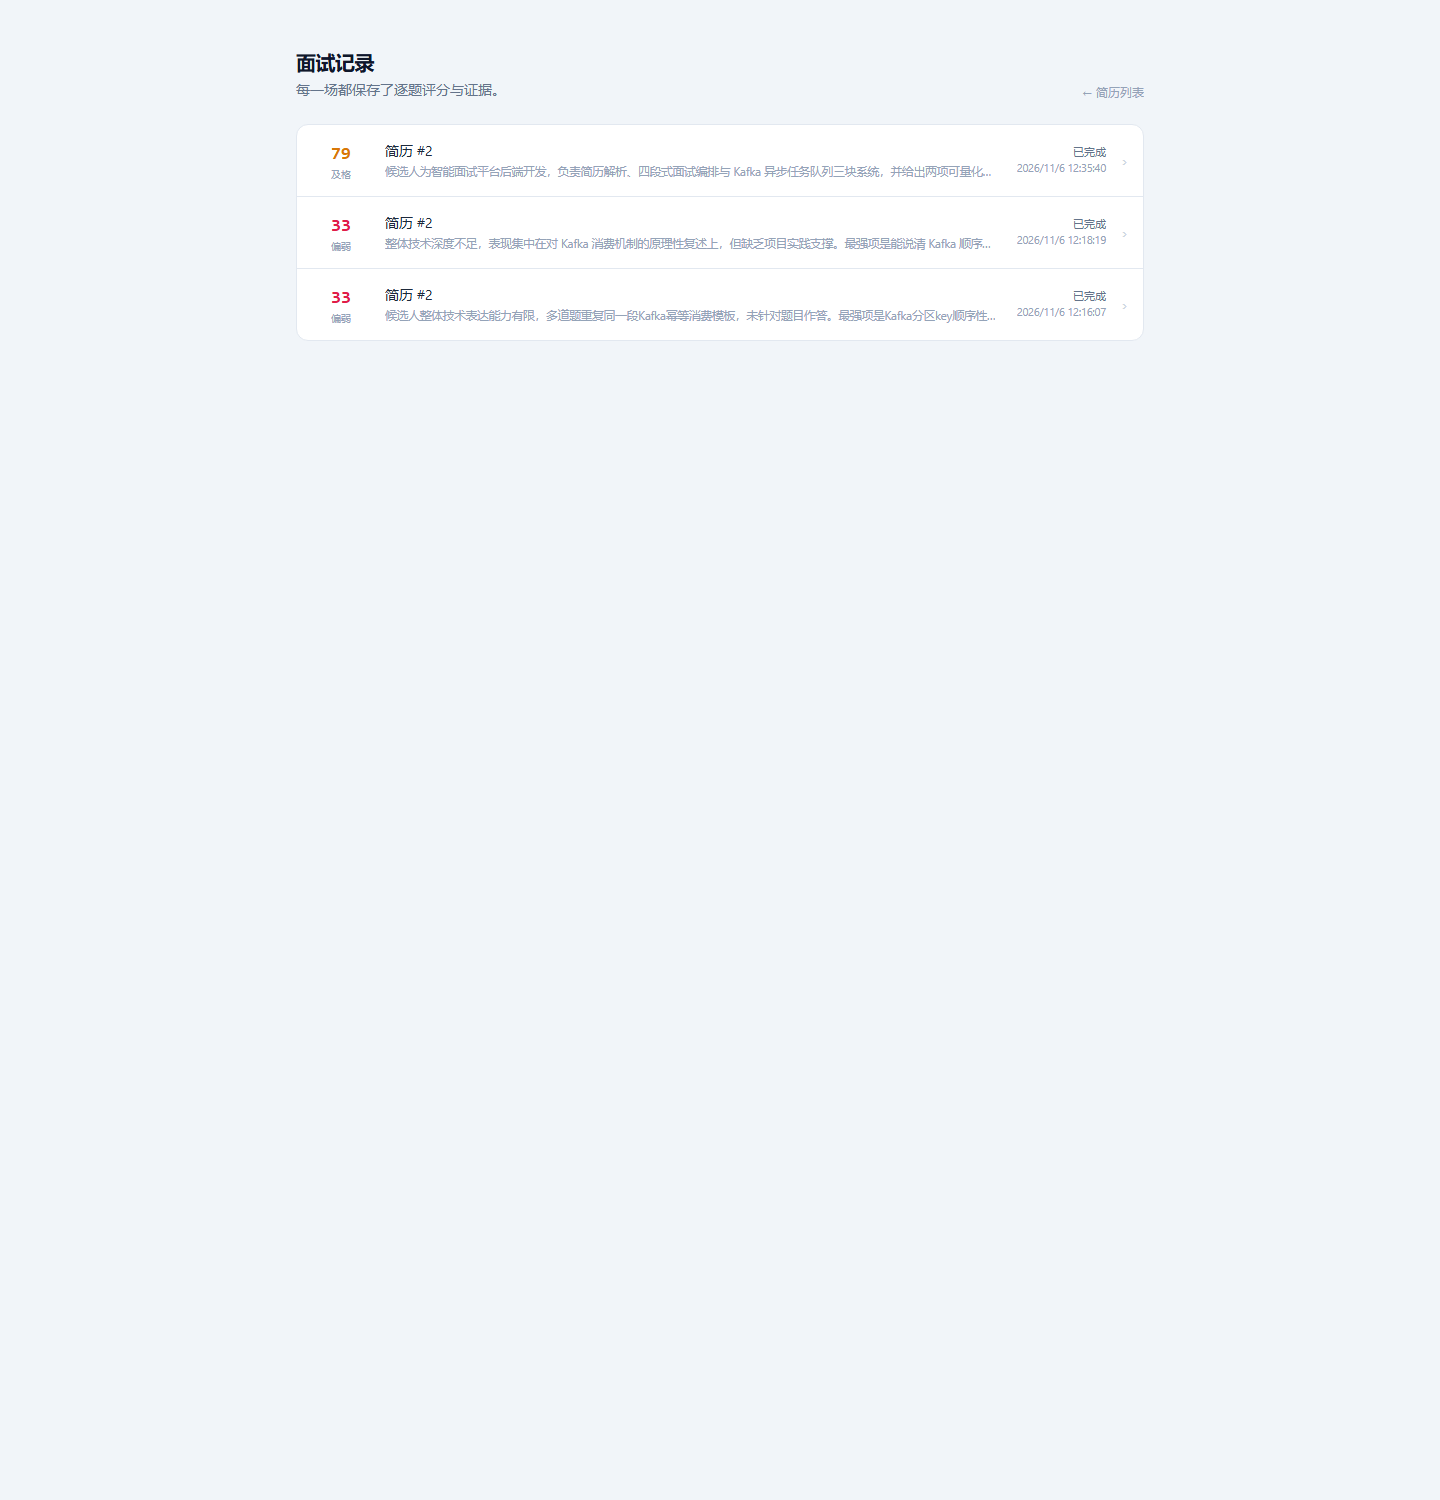 面试记录
每一场都保存了逐题评分与证据。
← 简历列表
79
及格
简历 #2
候选人为智能面试平台后端开发，负责简历解析、四段式面试编排与 Kafka 异步任务队列三块系统，并给出两项可量化...
已完成
2026/11/6 12:35:40
›
33
偏弱
简历 #2
整体技术深度不足，表现集中在对 Kafka 消费机制的原理性复述上，但缺乏项目实践支撑。最强项是能说清 Kafka 顺序...
已完成
2026/11/6 12:18:19
›
33
偏弱
简历 #2
候选人整体技术表达能力有限，多道题重复同一段Kafka幂等消费模板，未针对题目作答。最强项是Kafka分区key顺序性...
已完成
2026/11/6 12:16:07
›